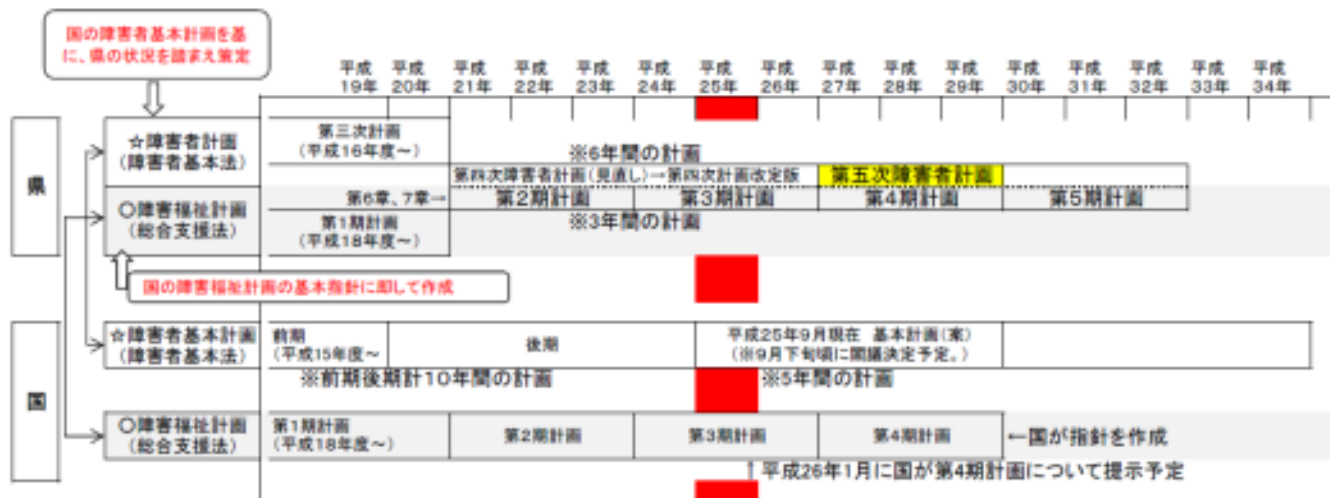 国の障害者基本計画を基
に、県の状況を踏まえ策定
平成 平成 平成 平成 平成 平成 平成 平成 平成 平成 平成 平成 平成 平成 平成 平成
19年 20年 21年 22年 23年 24年 25年 26年 27年 28年 29年 30年 31年 32年 33年 34年
県
☆障害者計画
(障害者基本法)
第三次計画
(平成16年度~)
※6年間の計画
第四次障害者計画(見直し)→第四次計画改定版
第五次障害者計画
○障害福祉計画
(総合支援法)
第6章、7章→
第2期計画
第3期計画
第4期計画
第5期計画
第1期計画
(平成18年度~)
※3年間の計画
国の障害福祉計画の基本指針に即して作成
国
☆障害者基本計画
(障害者基本法)
前期
(平成15年度~
後期
平成25年9月現在 基本計画(案)
(※9月下旬頃に閣議決定予定。)
※前期後期計10年間の計画
※5年間の計画
○障害福祉計画
(総合支援法)
第1期計画
(平成18年度~)
第2期計画
第3期計画
第4期計画
←国が指針を作成
↑平成26年1月に国が第4期計画について提示予定